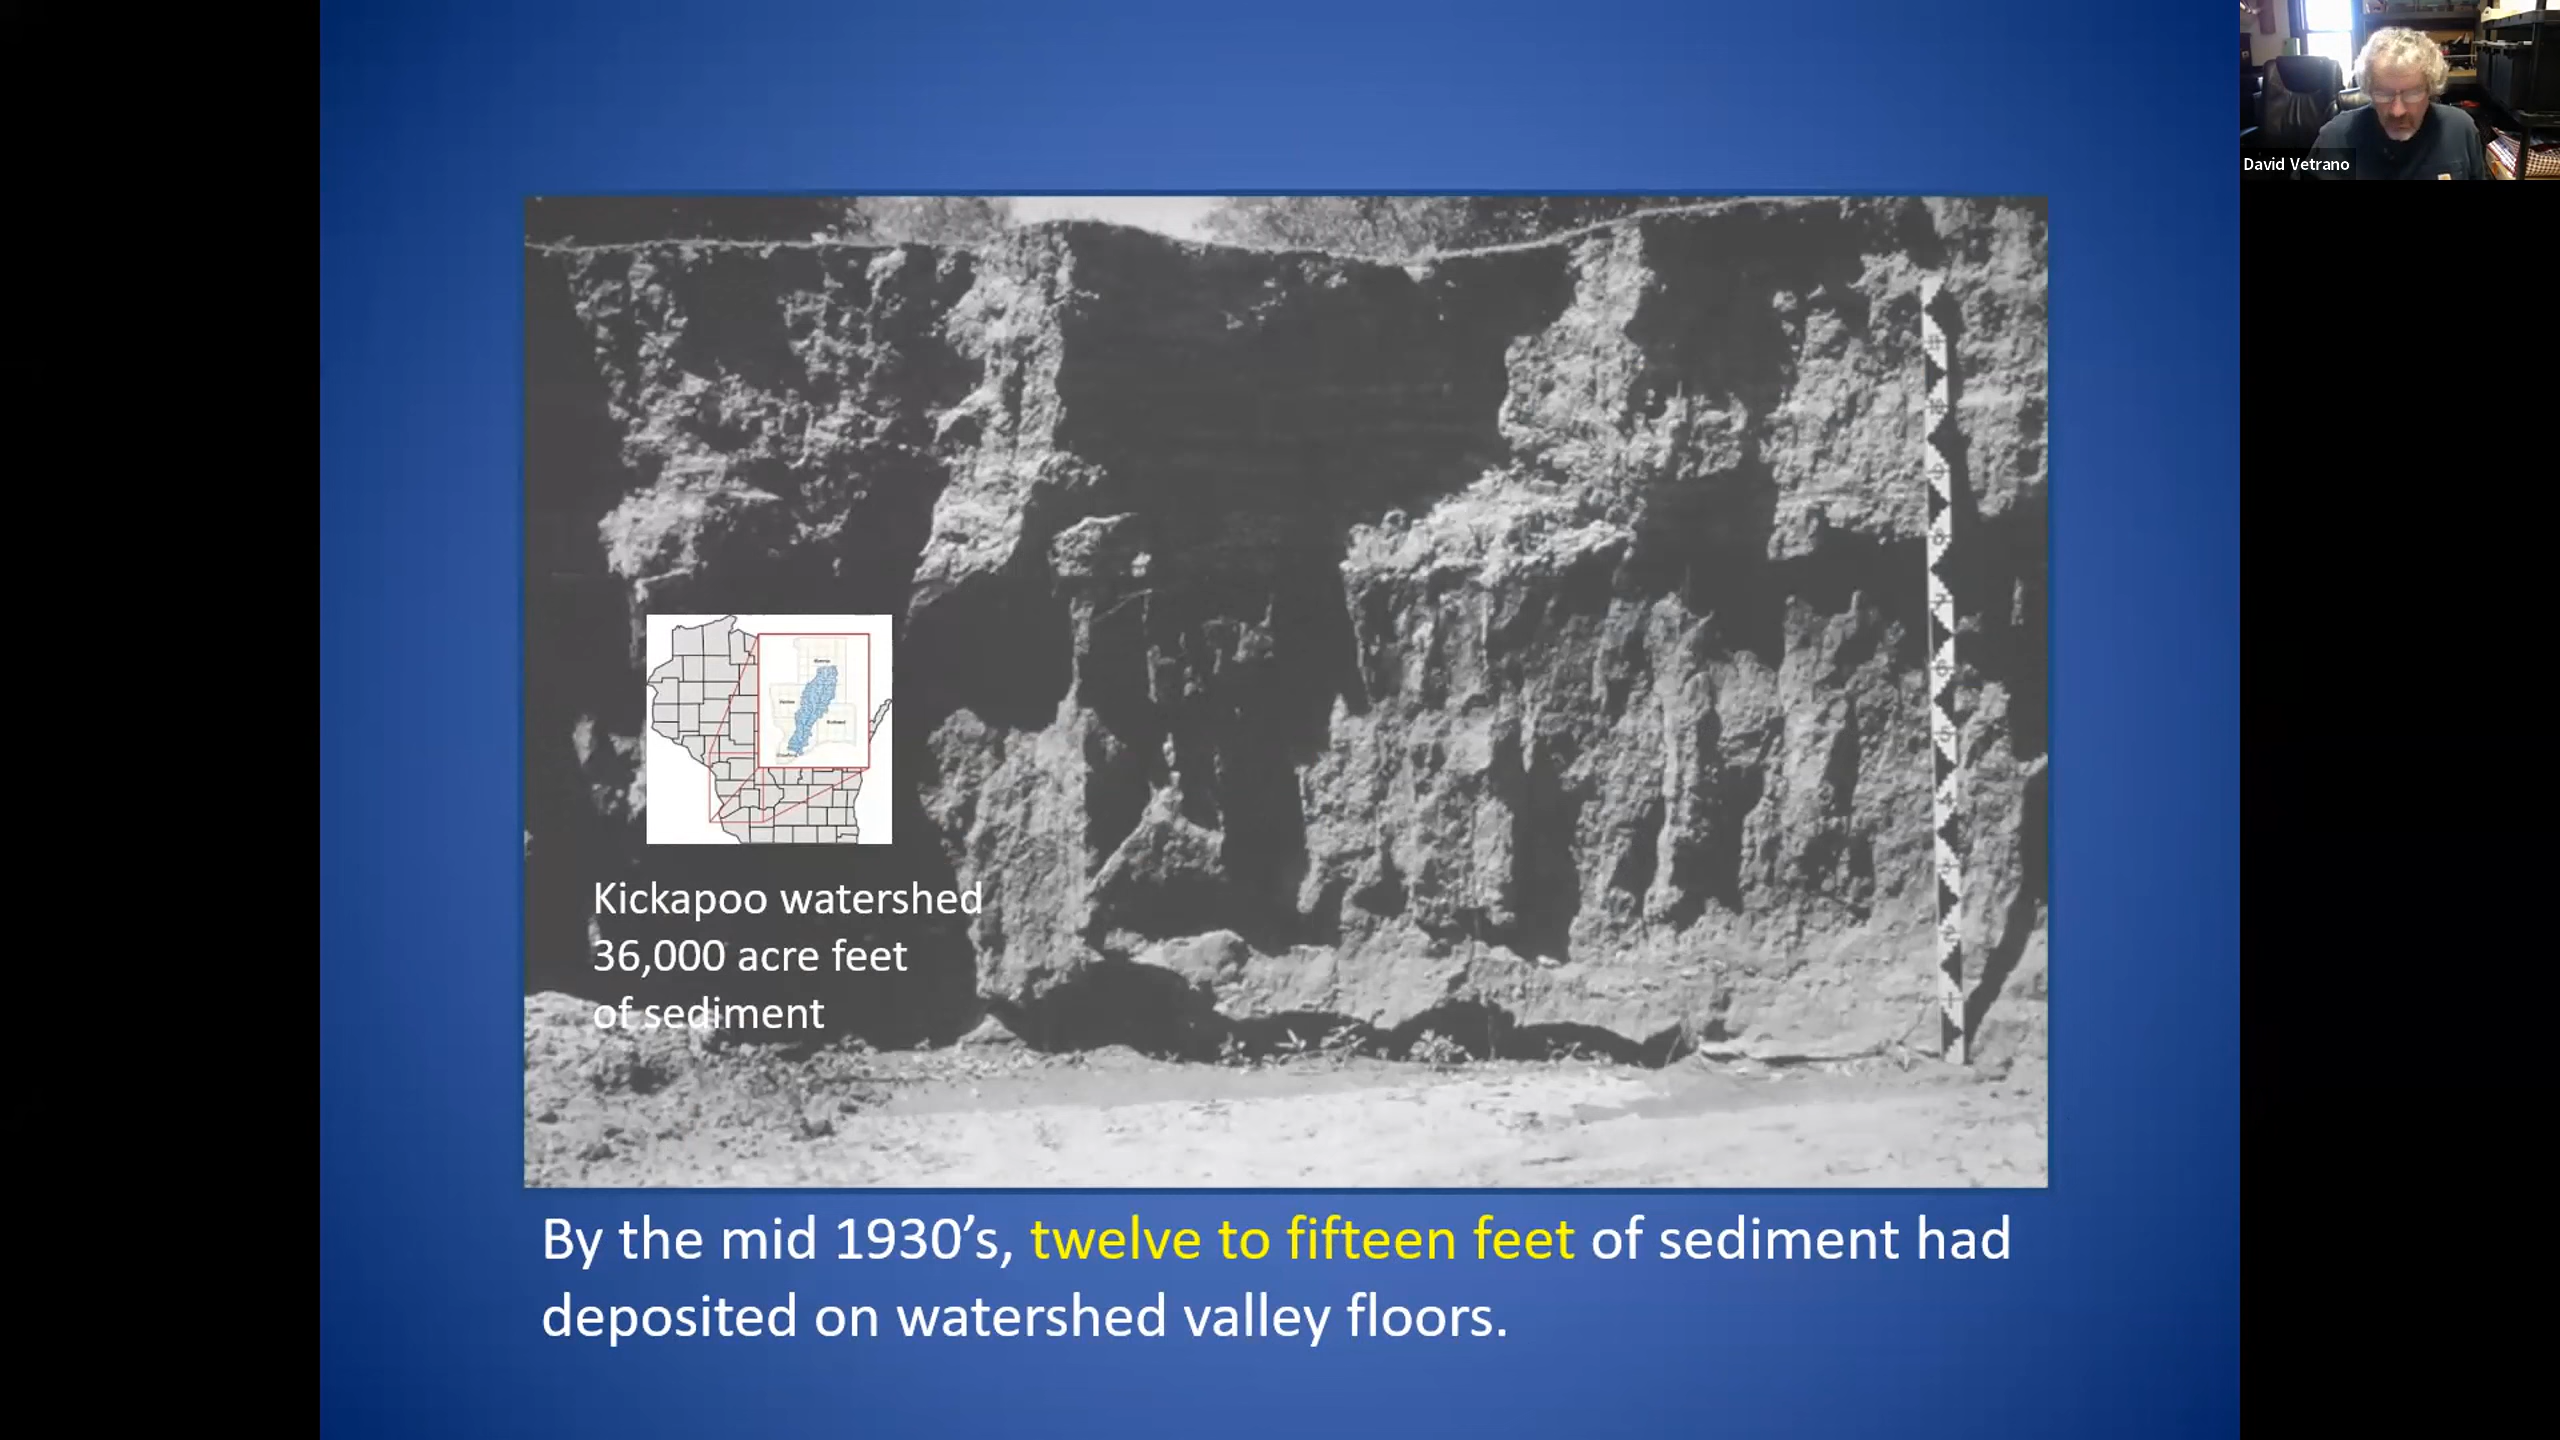 David Vetrano
Kickapoo watershed
36,000 acre feet
of sediment
By the mid 1930’s, twelve to fifteen feet of sediment had
deposited on watershed valley floors.